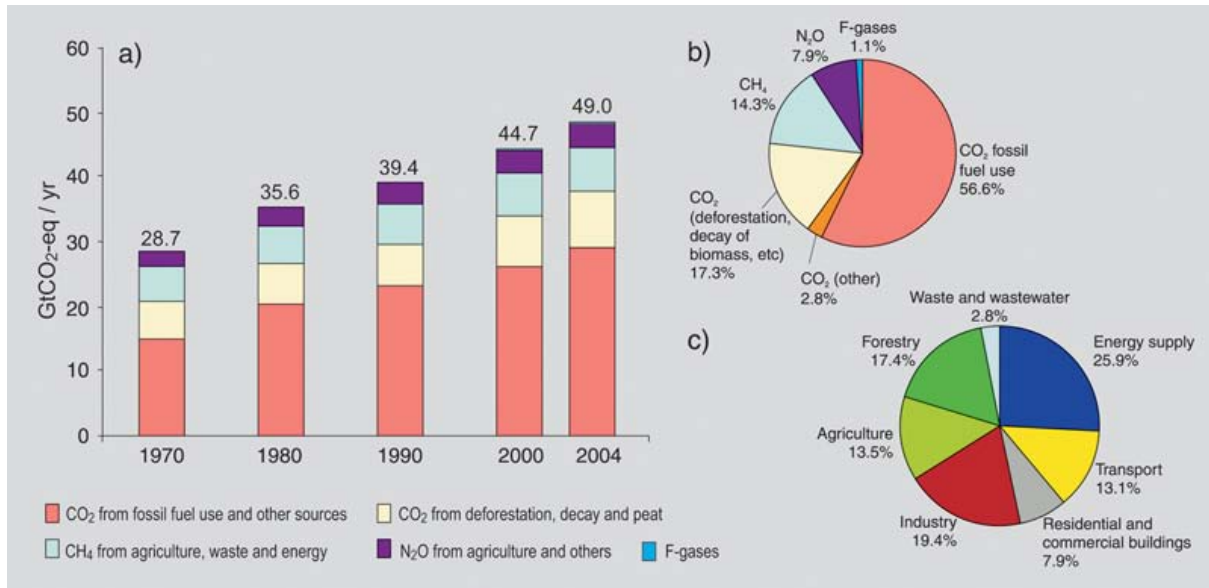 a)
GtCO₂-eq / yr
60
50
40
30
20
10
0
28.7
35.6
39.4
44.7
49.0
1970
1980
1990
2000
2004
CO₂ from fossil fuel use and other sources
CO₂ from deforestation, decay and peat
CH₄ from agriculture, waste and energy
N₂O from agriculture and others
F-gases
b)
F-gases
1.1%
N₂O
7.9%
CH₄
14.3%
CO₂ fossil
fuel use
56.6%
CO₂
(deforestation,
decay of
biomass, etc)
17.3%
CO₂ (other)
2.8%
c)
Waste and wastewater
2.8%
Forestry
17.4%
Energy supply
25.9%
Agriculture
13.5%
Transport
13.1%
Industry
19.4%
Residential and
commercial buildings
7.9%